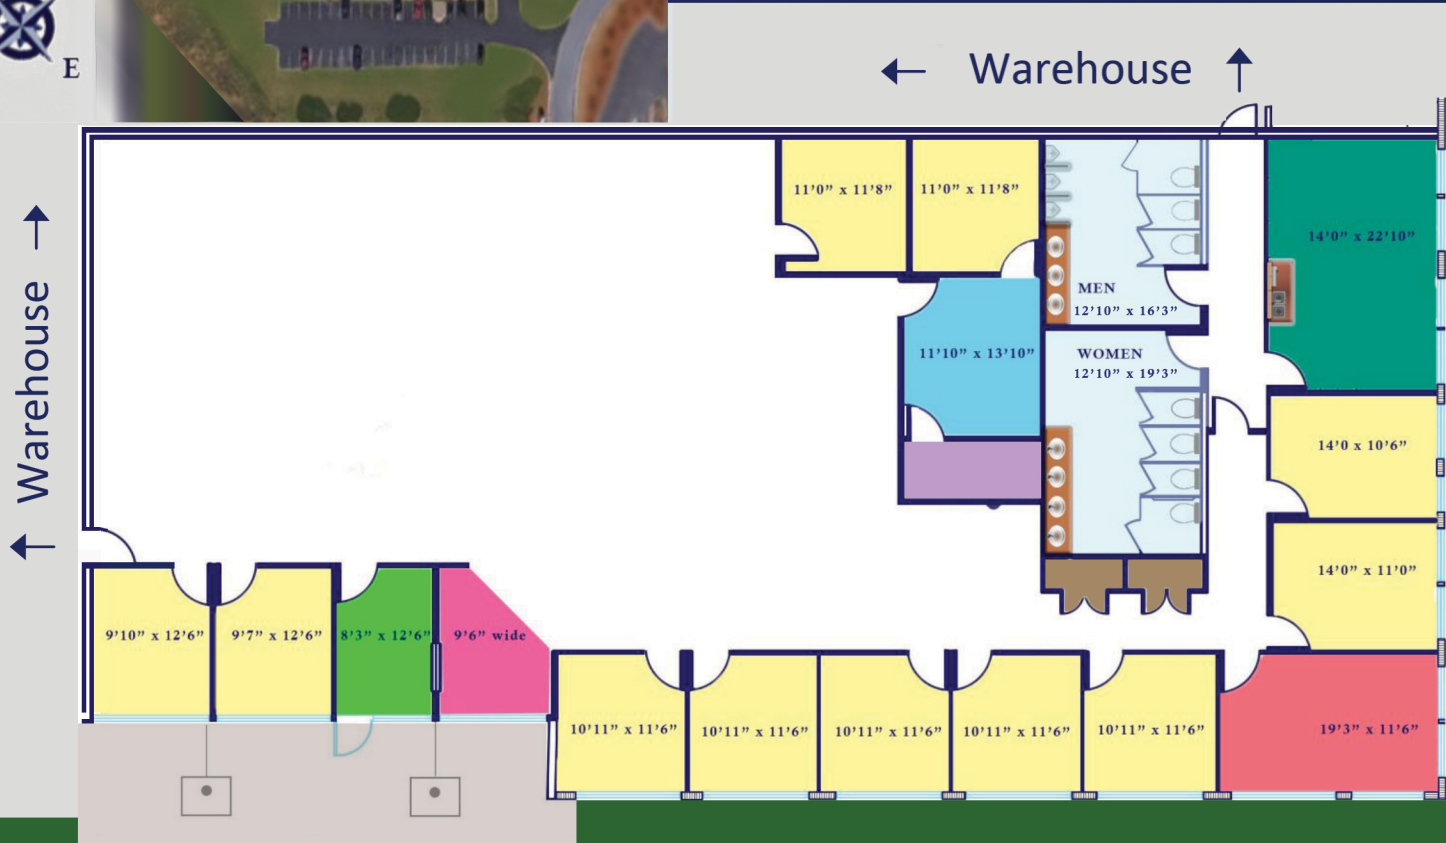 E
← Warehouse ↑
← Warehouse →
11’0” x 11’8”
11’0” x 11’8”
14’0” x 22’10”
MEN
12’10” x 16’3”
11’10” x 13’10”
WOMEN
12’10” x 19’3”
14’0 x 10’6”
14’0” x 11’0”
9’10” x 12’6”
9’7” x 12’6”
8’3” x 12’6”
9’6” wide
10’11” x 11’6”
10’11” x 11’6”
10’11” x 11’6”
10’11” x 11’6”
10’11” x 11’6”
19’3” x 11’6”